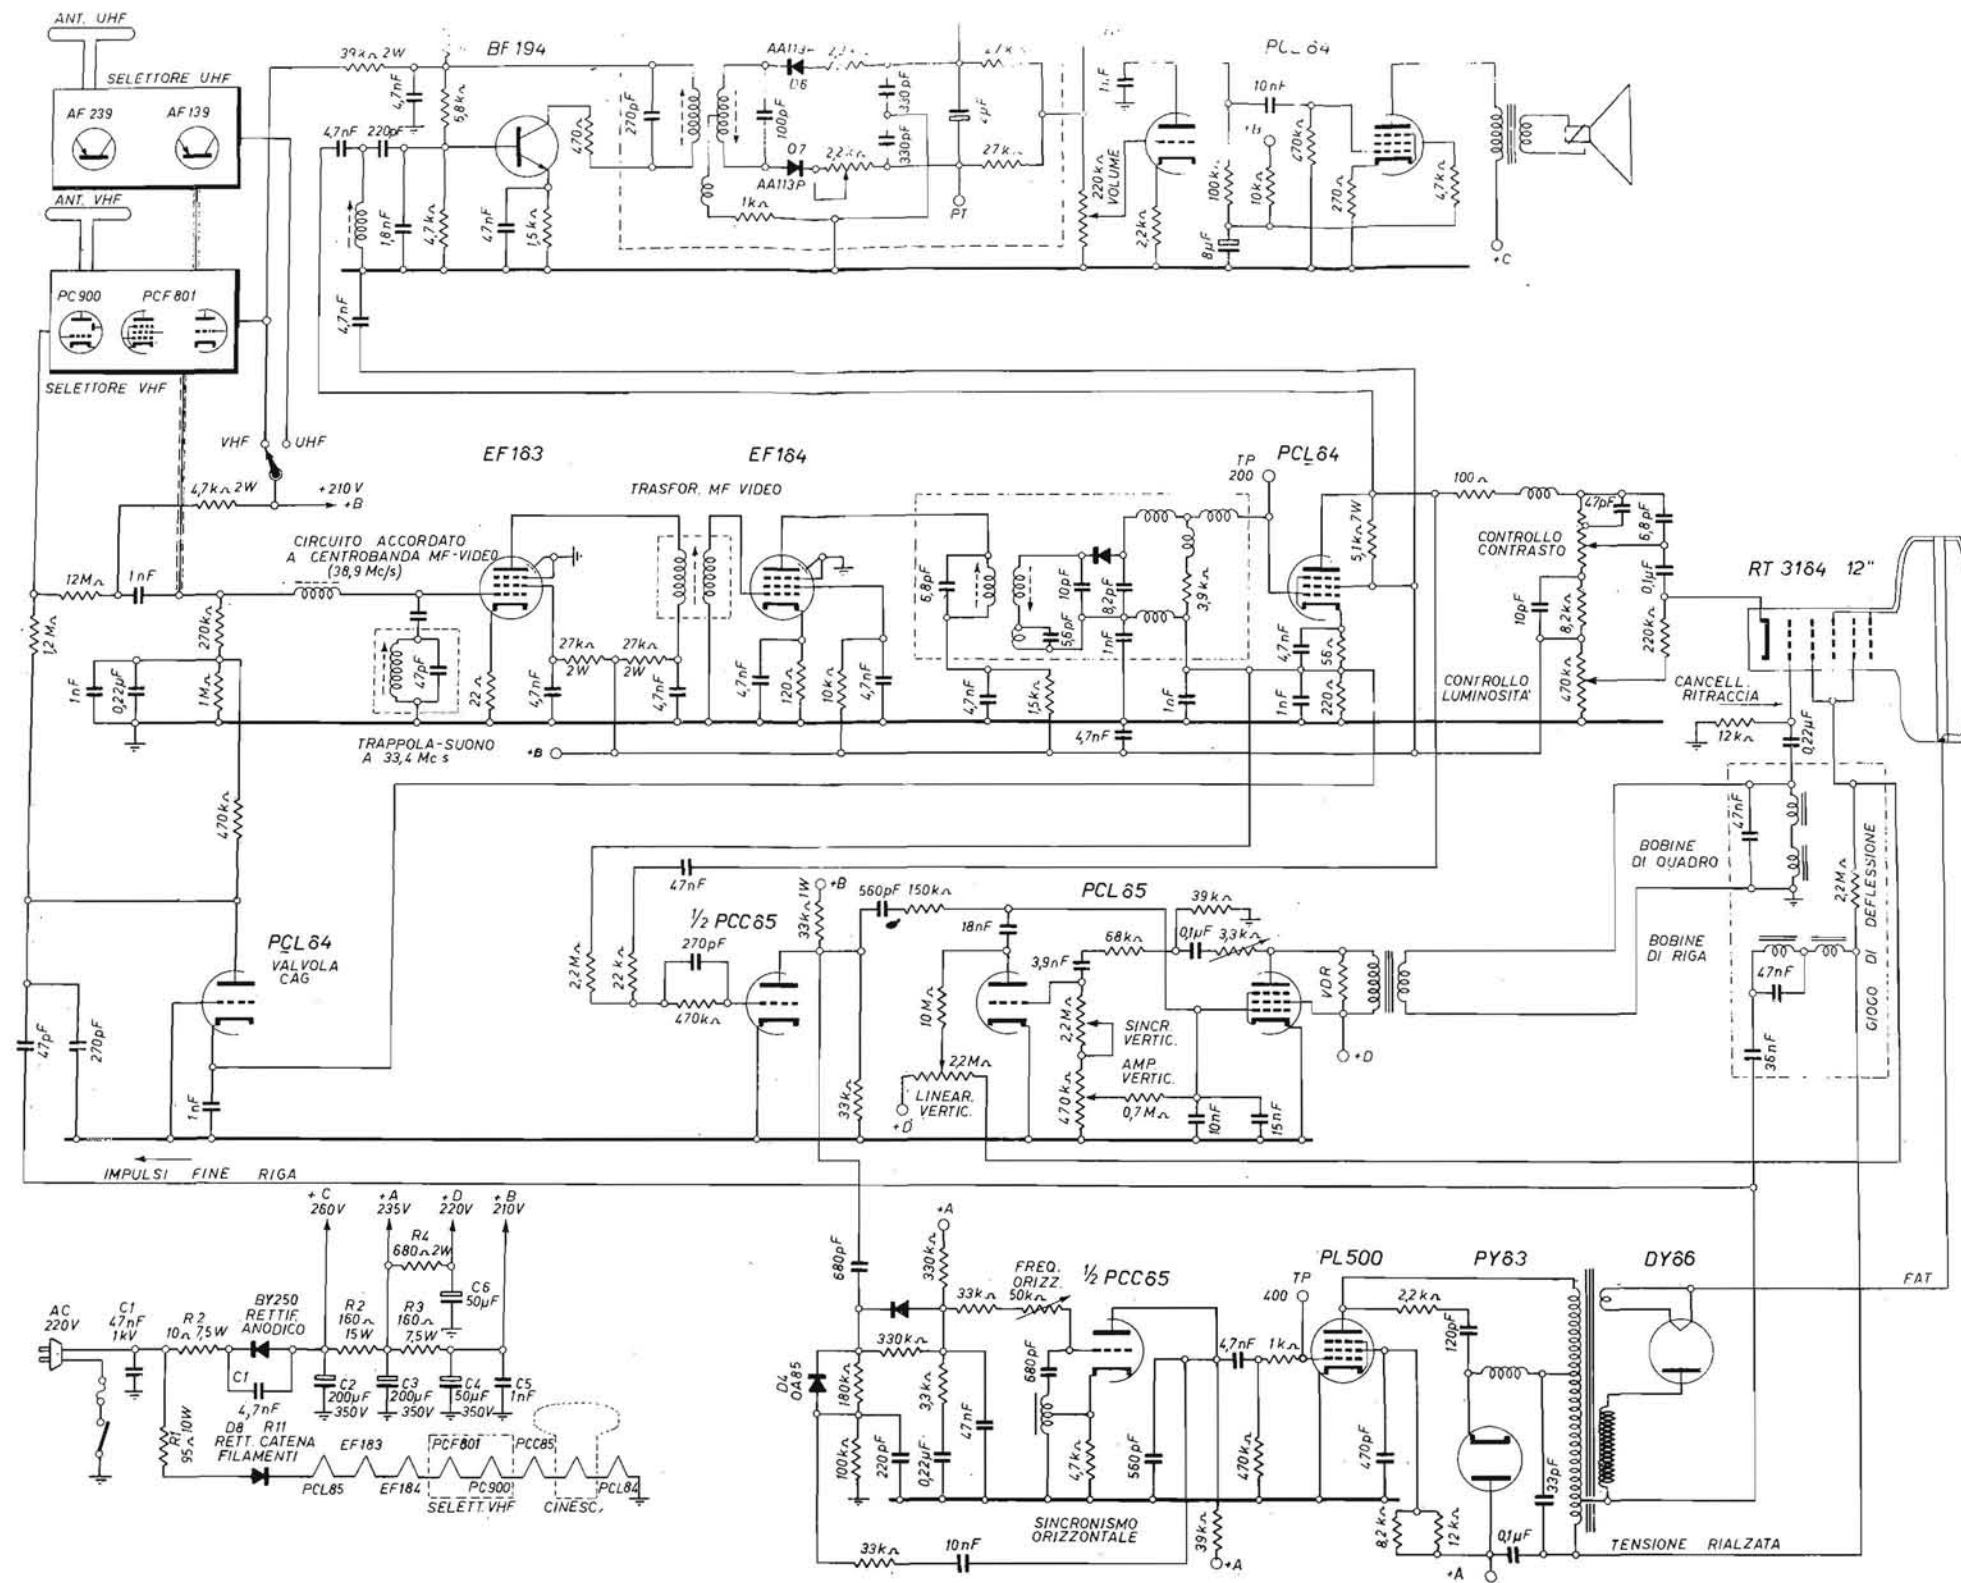 ANT. UHF
SELETTORE UHF
AF 239
AF 139
ANT. VHF
PC 900
PCF 801
SELETTORE VHF
VHF
UHF
39kΩ 2W
4,7nF
6,8kΩ
BF 194
4,7nF
220pF
470Ω
1,8nF
4,7kΩ
47nF
1,5kΩ
4,7nF
270pF
100pF
D6
AA113P
1kΩ
2,2kΩ
330pF
330pF
27kΩ
PT
220kΩ
VOLUME
2,2kΩ
10nF
+B
100kΩ
10kΩ
470kΩ
270Ω
4,7kΩ
8µF
+C
4,7kΩ 2W
+210V
+B
12MΩ
1nF
CIRCUITO ACCORDATO
A CENTROBANDA MF-VIDEO
(38,9 Mc/s)
1,2MΩ
270kΩ
1nF
0,22µF
1MΩ
47pF
TRAPPOLA-SUONO
A 33,4 Mc s
EF183
22Ω
4,7nF
27kΩ
2W
27kΩ
2W
4,7nF
TRASFOR. MF VIDEO
EF184
4,7nF
120Ω
10kΩ
4,7nF
+B
6,8pF
10pF
8,2pF
5,6pF
1nF
3,9kΩ
4,7nF
1,5kΩ
4,7nF
1nF
TP
200
PCL84
5,1kΩ7W
4,7nF
56Ω
1nF
220Ω
100Ω
47pF
6,8pF
CONTROLLO
CONTRASTO
0,1µF
10pF
8,2kΩ
220kΩ
CONTROLLO
LUMINOSITA'
470kΩ
RT 3184 12"
CANCELL.
RITRACCIA
12kΩ
0,22µF
470kΩ
PCL84
VALVOLA
CAG
47pF
270pF
1nF
IMPULSI FINE RIGA
47nF
1/2 PCC85
270pF
2,2MΩ
22kΩ
470kΩ
33kΩ1W
+B
560pF
150kΩ
33kΩ
PCL85
18nF
3,9nF
68kΩ
39kΩ
0,1µF
3,3kΩ
10MΩ
2,2MΩ
SINCR.
VERTIC.
AMP.
VERTIC.
2,2MΩ
LINEAR.
VERTIC.
+D
470kΩ
0,7MΩ
10nF
15nF
VDR
+D
BOBINE
DI QUADRO
BOBINE
DI RIGA
47nF
2,2MΩ
47nF
36nF
GIOGO DI DEFLESSIONE
+C
260V
+A
235V
+D
220V
+B
210V
R4
680Ω2W
C6
50µF
AC
220V
C1
47nF
1kV
R2
10Ω 7,5W
BY250
RETTIF.
ANODICO
C1
4,7nF
R2
160Ω
15W
R3
160Ω
7,5W
C2
200µF
350V
C3
200µF
350V
C4
50µF
350V
C5
1nF
R1
95Ω10W
D8 R11
RETT. CATENA
FILAMENTI
PCL85
EF183
EF184
PCF801
PC900
SELETT. VHF
PCC85
CINESC.
PCL84
680pF
+A
330kΩ
33kΩ
FREQ.
ORIZZ.
50kΩ
1/2 PCC85
330kΩ
D4
OA85
180kΩ
3,3kΩ
100kΩ
220pF
0,22µF
47nF
680pF
4,7kΩ
560pF
SINCRONISMO
ORIZZONTALE
33kΩ
10nF
39kΩ
+A
4,7nF
1kΩ
TP
400
470kΩ
PL500
2,2kΩ
120pF
470pF
8,2kΩ
12kΩ
PY83
33pF
0,1µF
+A
DY86
FAT
TENSIONE RIALZATA